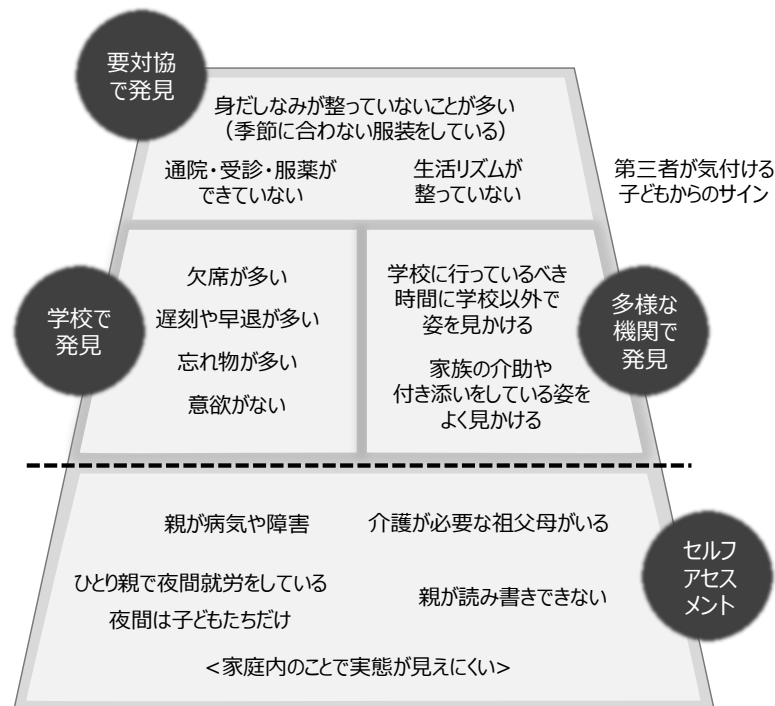 要対協
で発見
身だしなみが整っていないことが多い
（季節に合わない服装をしている）
通院・受診・服薬が
できていない
生活リズムが
整っていない
第三者が気付ける
子どもからのサイン
学校で
発見
欠席が多い
遅刻や早退が多い
忘れ物が多い
意欲がない
学校に行っているべき
時間に学校以外で
姿を見かける
家族の介助や
付き添いをしている姿を
よく見かける
多様な
機関で
発見
親が病気や障害
介護が必要な祖父母がいる
ひとり親で夜間就労をしている
夜間は子どもたちだけ
親が読み書きできない
＜家庭内のことで実態が見えにくい＞
セルフ
アセス
メント